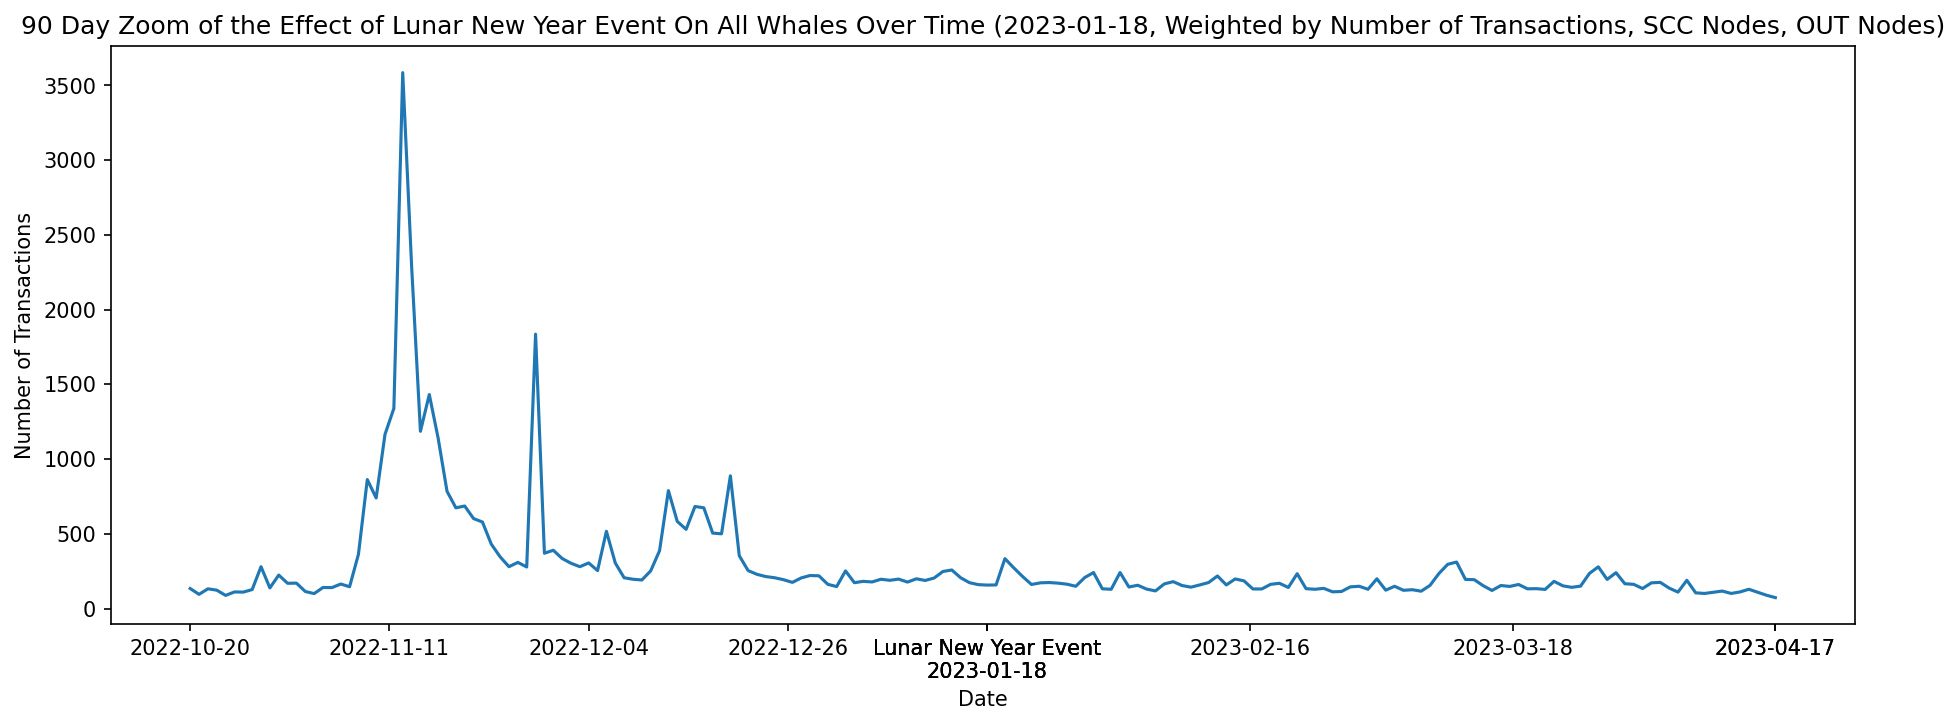 90 Day Zoom of the Effect of Lunar New Year Event On All Whales Over Time (2023-01-18, Weighted by Number of Transactions, SCC Nodes, OUT Nodes)
Number of Transactions
3500
3000
2500
2000
1500
1000
500
0
2022-10-20 2022-11-11 2022-12-04 2022-12-26 Lunar New Year Event 2023-02-16 2023-03-18 2023-04-17
2023-01-18
Date